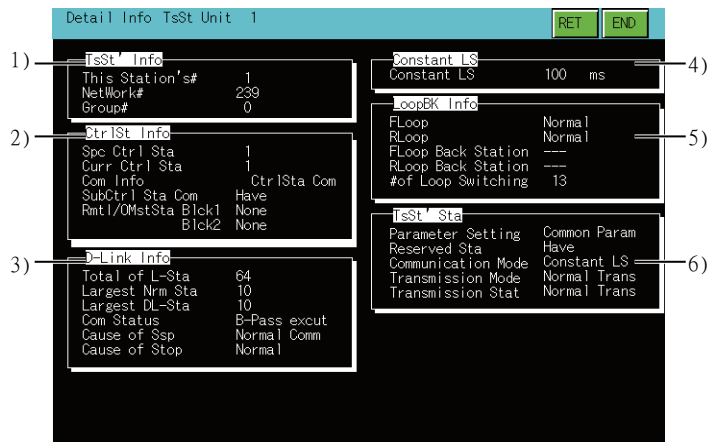 Detail Info TsSt Unit 1
RET END
1)
TsSt' Info
This Station's# 1
NetWork# 239
Group# 0
2)
CtrlSt Info
Spc Ctrl Sta 1
Curr Ctrl Sta 1
Com Info CtrlSta Com
SubCtrl Sta Com Have
Rmtl/OMstSta Blck1 None
Blck2 None
3)
D-Link Info
Total of L-Sta 64
Largest Nrm Sta 10
Largest DL-Sta 10
Com Status B-Pass excut
Cause of Ssp Normal Comm
Cause of Stop Normal
4)
Constant LS
Constant LS 100 ms
5)
LoopBK Info
FLoop Normal
RLoop Normal
FLoop Back Station ---
RLoop Back Station ---
#of Loop Switching 13
6)
TsSt' Sta
Parameter Setting Common Param
Reserved Sta Have
Communication Mode Constant LS
Transmission Mode Normal Trans
Transmission Stat Normal Trans